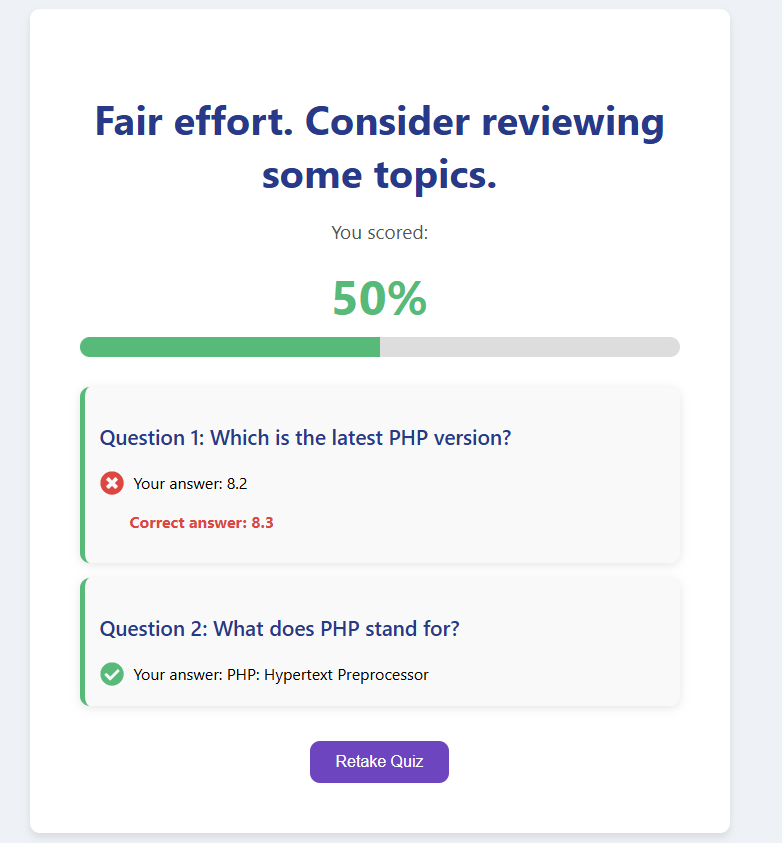 Fair effort. Consider reviewing
some topics.
You scored:
50%
Question 1: Which is the latest PHP version?
Your answer: 8.2
Correct answer: 8.3
Question 2: What does PHP stand for?
Your answer: PHP: Hypertext Preprocessor
Retake Quiz